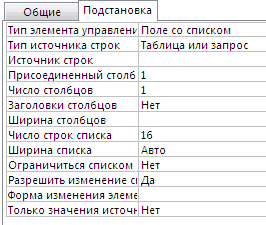 Общие Подстановка
Тип элемента управлени Поле со списком
Тип источника строк Таблица или запрос
Источник строк
Присоединенный столб 1
Число столбцов 1
Заголовки столбцов Нет
Ширина столбцов
Число строк списка 16
Ширина списка Авто
Ограничиться списком Нет
Разрешить изменение сп Да
Форма изменения элеме
Только значения источн Нет